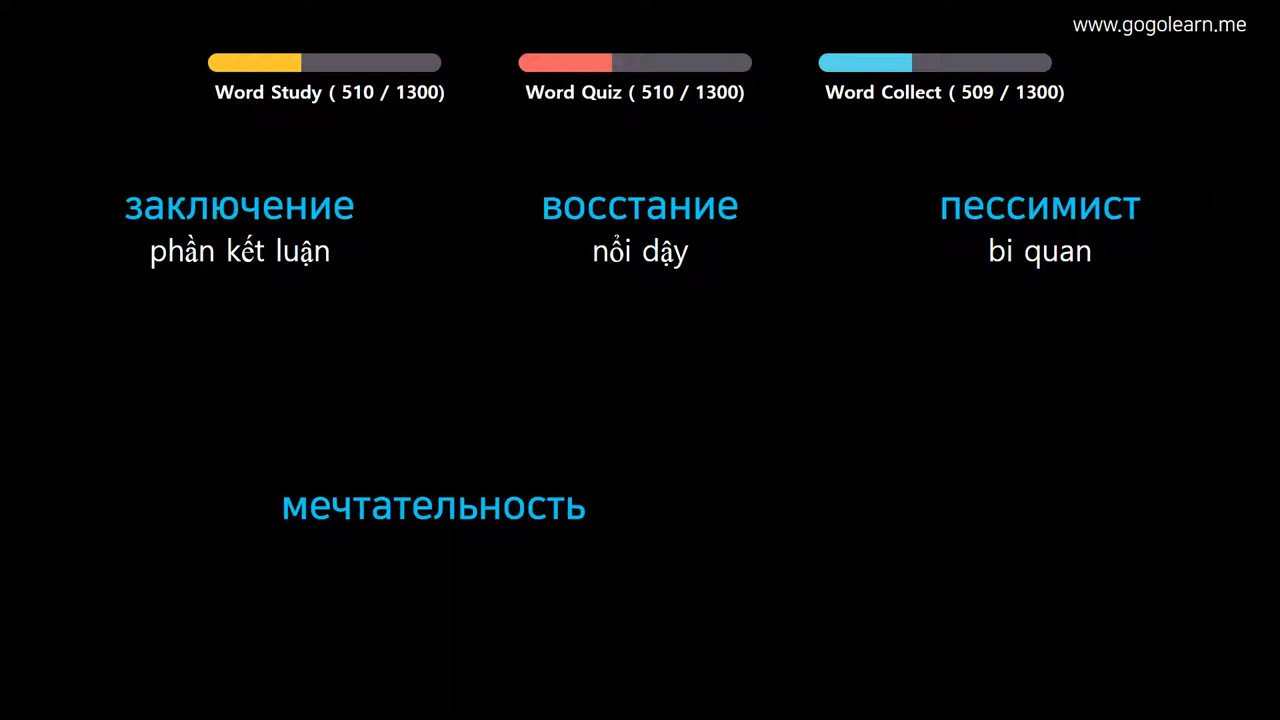 www.gogolearn.me
Word Study ( 510 / 1300)
Word Quiz ( 510 / 1300)
Word Collect ( 509 / 1300)
заключение
phần kết luận
восстание
nổi dậy
пессимист
bi quan
мечтательность